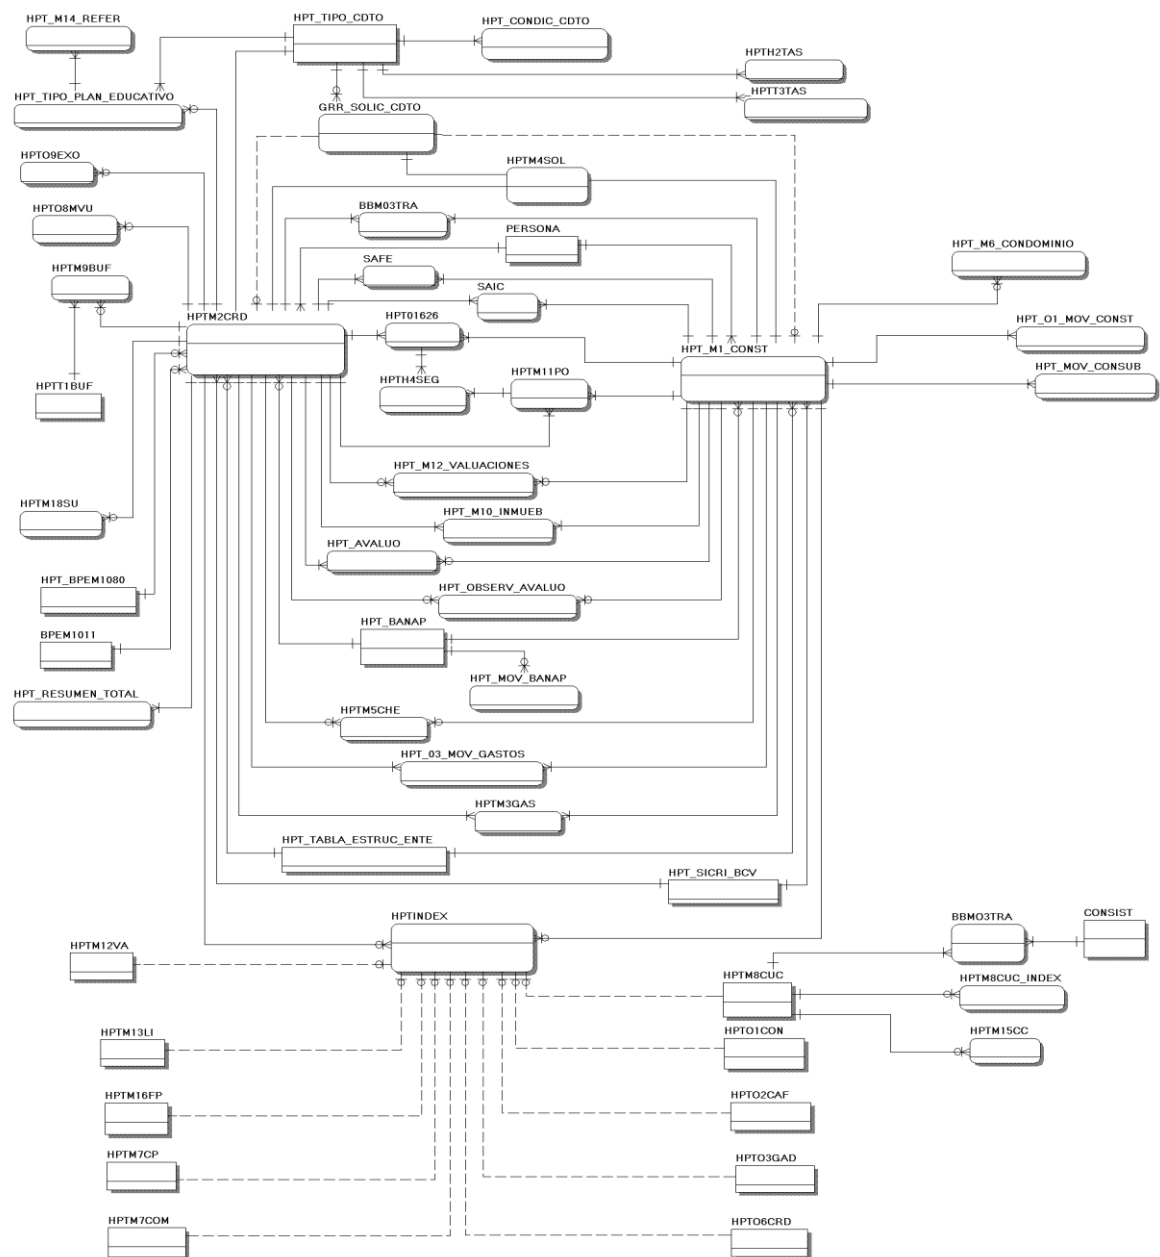 HPT_M14_REFER
HPT_TIPO_CDTO
HPT_CONDIC_CDTO
HPTH2TAS
HPT_TIPO_PLAN_EDUCATIVO
HPTT3TAS
GRR_SOLIC_CDTO
HPTO9EXO
HPTM4SOL
HPTO8MVU
BBM03TRA
PERSONA
HPT_M6_CONDOMINIO
HPTM9BUF
SAFE
SAIC
HPTM2CRD
HPT01626
HPT_O1_MOV_CONST
HPT_M1_CONST
HPT_MOV_CONSUB
HPTT1BUF
HPTH4SEG
HPTM11PO
HPT_M12_VALUACIONES
HPTM18SU
HPT_M10_INMUEB
HPT_AVALUO
HPT_BPEM1080
HPT_OBSERV_AVALUO
HPT_BANAP
BPEM1011
HPT_MOV_BANAP
HPT_RESUMEN_TOTAL
HPTM5CHE
HPT_03_MOV_GASTOS
HPTM3GAS
HPT_TABLA_ESTRUC_ENTE
HPT_SICRI_BCV
HPTINDEX
BBMO3TRA
CONSIST
HPTM12VA
HPTM8CUC
HPTM8CUC_INDEX
HPTM13LI
HPTO1CON
HPTM15CC
HPTM16FP
HPTO2CAF
HPTM7CP
HPTO3GAD
HPTM7COM
HPTO6CRD